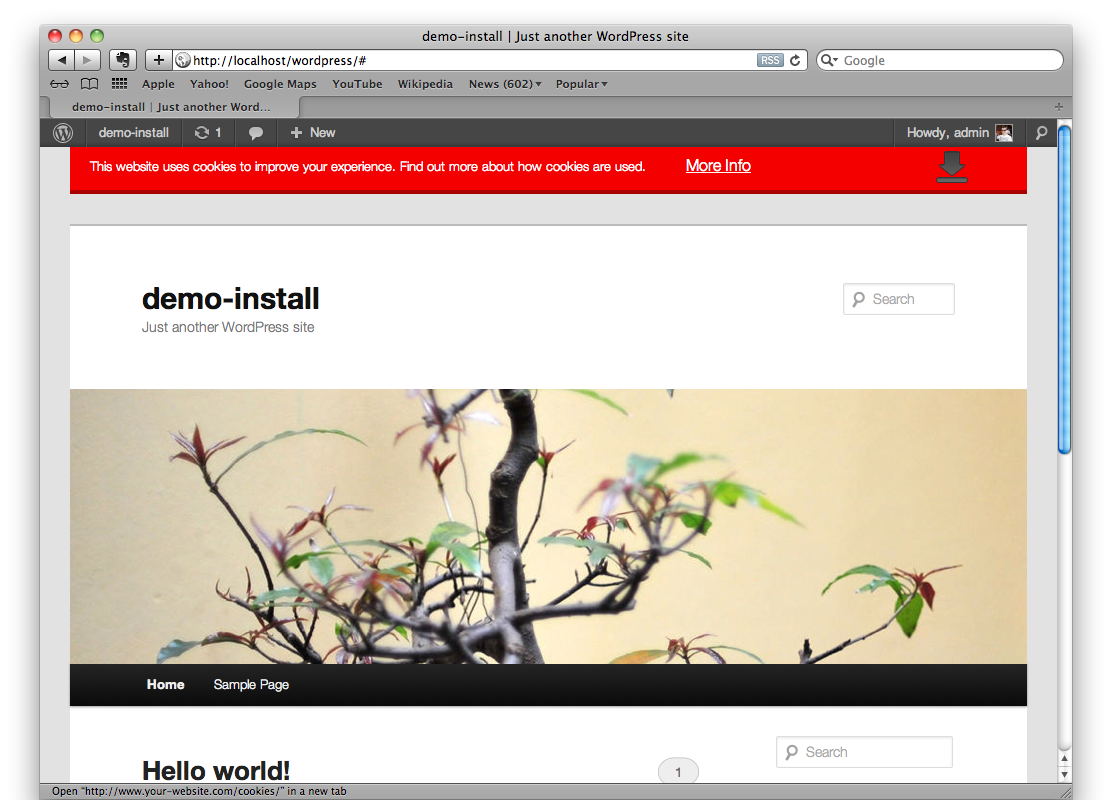 demo-install | Just another WordPress site
http://localhost/wordpress/#
RSS
Google
Apple
Yahoo!
Google Maps
YouTube
Wikipedia
News (602)
Popular
demo-install | Just another Word...
demo-install
1
New
Howdy, admin
This website uses cookies to improve your experience. Find out more about how cookies are used.
More Info
demo-install
Search
Just another WordPress site
Home
Sample Page
Search
Hello world!
1
Open "http://www.your-website.com/cookies/" in a new tab